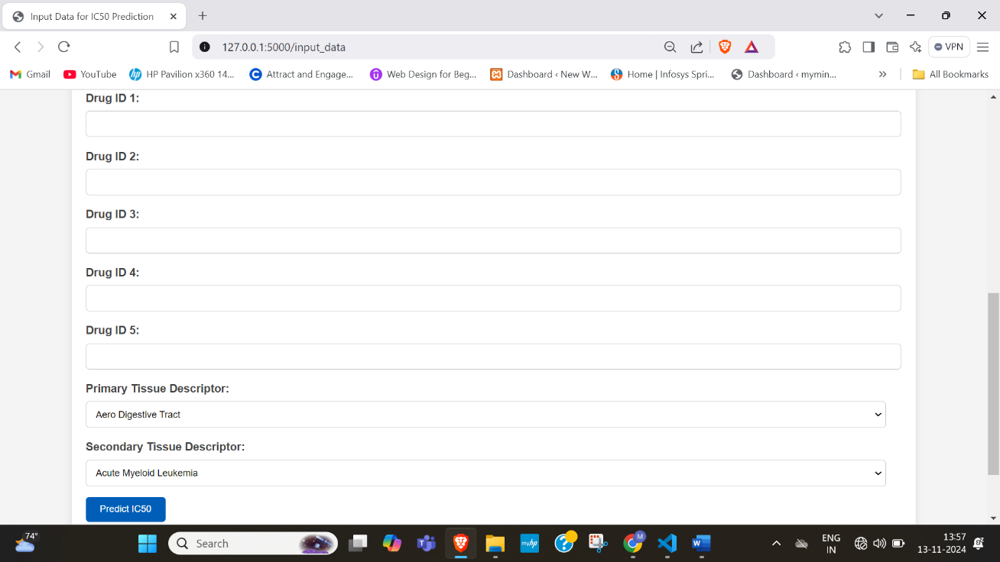 Input Data for IC50 Prediction
127.0.0.1:5000/input_data
VPN
Gmail
YouTube
HP Pavilion x360 14...
Attract and Engage...
Web Design for Beg...
Dashboard ‹ New W...
Home | Infosys Spri...
Dashboard ‹ mymin...
All Bookmarks
Drug ID 1:
Drug ID 2:
Drug ID 3:
Drug ID 4:
Drug ID 5:
Primary Tissue Descriptor:
Aero Digestive Tract
Secondary Tissue Descriptor:
Acute Myeloid Leukemia
Predict IC50
74°
Search
myhp
M
W
ENG
IN
13:57
13-11-2024